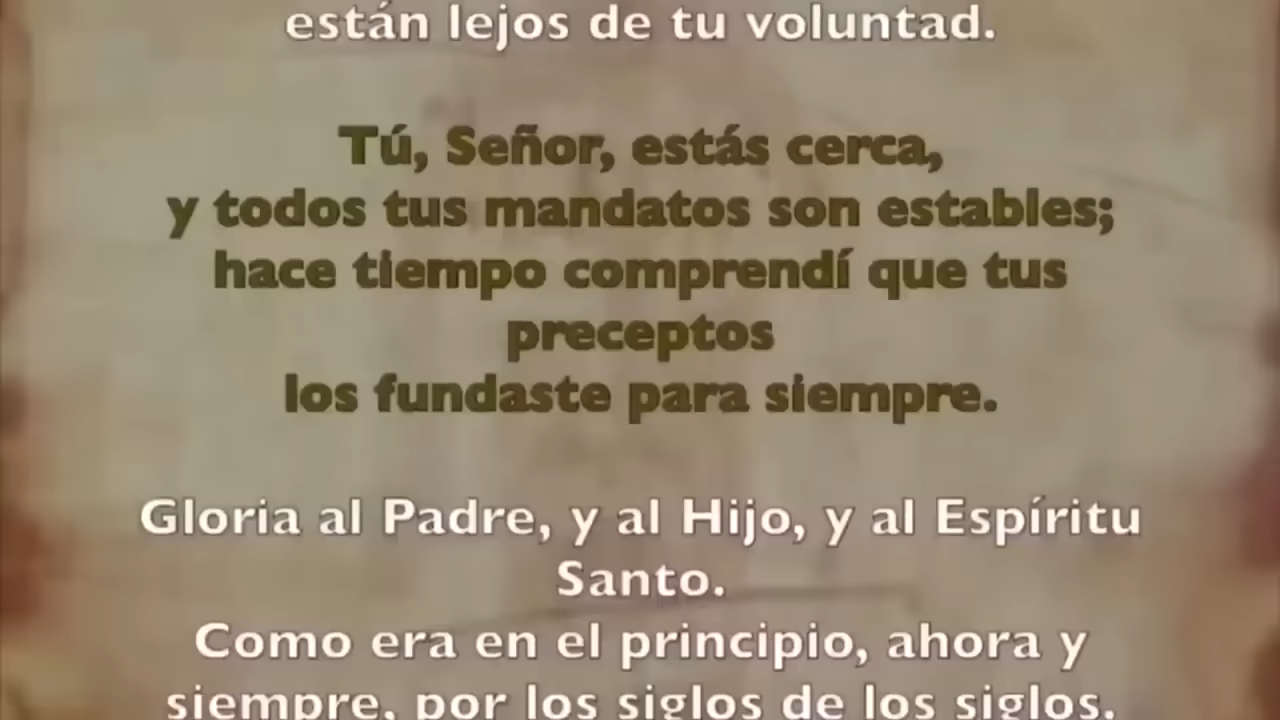 están lejos de tu voluntad.
Tú, Señor, estás cerca,
y todos tus mandatos son estables;
hace tiempo comprendí que tus
preceptos
los fundaste para siempre.
Gloria al Padre, y al Hijo, y al Espíritu
Santo.
Como era en el principio, ahora y
siempre, por los siglos de los siglos.